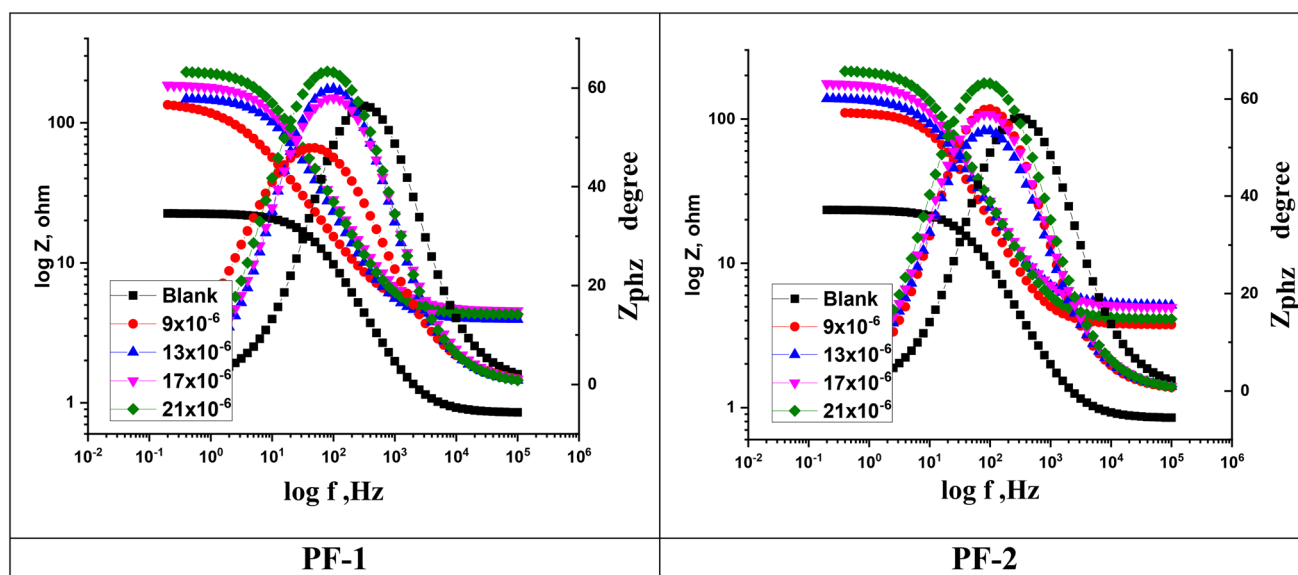 100
10
1
log Z, ohm
60
40
20
0
Zphz degree
Blank
9x10-6
13x10-6
17x10-6
21x10-6
10-2 10-1 100 101 102 103 104 105 106
log f ,Hz
PF-1
100
10
1
log Z, ohm
60
40
20
0
Zphz degree
Blank
9x10-6
13x10-6
17x10-6
21x10-6
10-2 10-1 100 101 102 103 104 105 106
log f ,Hz
PF-2